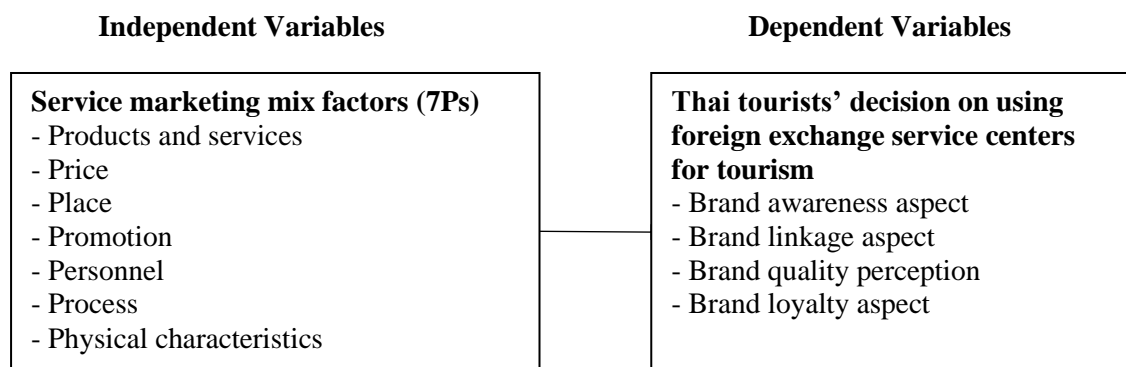 Independent Variables
Dependent Variables
Service marketing mix factors (7Ps)
- Products and services
- Price
- Place
- Promotion
- Personnel
- Process
- Physical characteristics
Thai tourists’ decision on using
foreign exchange service centers
for tourism
- Brand awareness aspect
- Brand linkage aspect
- Brand quality perception
- Brand loyalty aspect